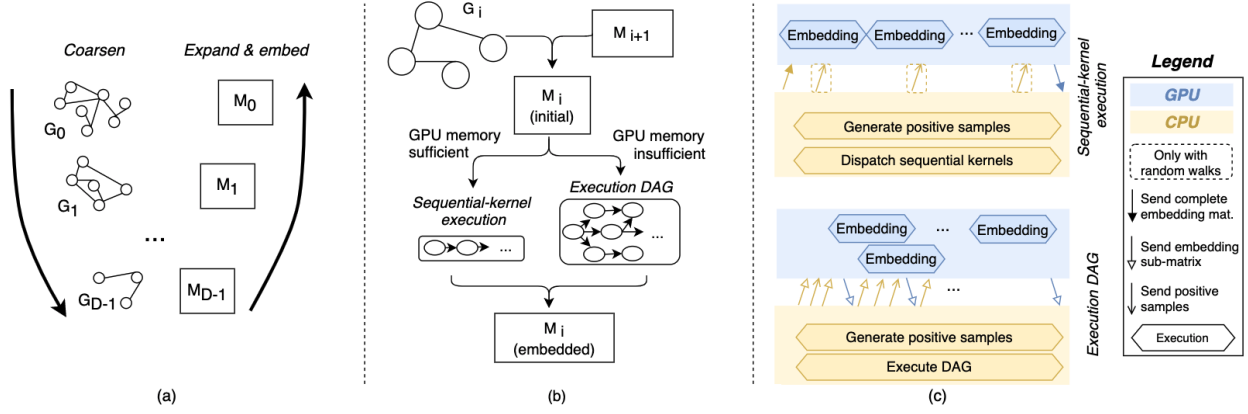 Coarsen
Expand & embed
G0
M0
G1
M1
...
GD-1
MD-1
(a)
Gi
Mi+1
Mi
(initial)
GPU memory
sufficient
GPU memory
insufficient
Sequential-kernel
execution
...
Execution DAG
...
Mi
(embedded)
(b)
Embedding
Embedding
...
Embedding
Generate positive samples
Dispatch sequential kernels
Sequential-kernel
execution
Embedding
...
Embedding
Embedding
...
Generate positive samples
Execute DAG
Execution DAG
(c)
Legend
GPU
CPU
Only with
random walks
Send complete
embedding mat.
Send embedding
sub-matrix
Send positive
samples
Execution